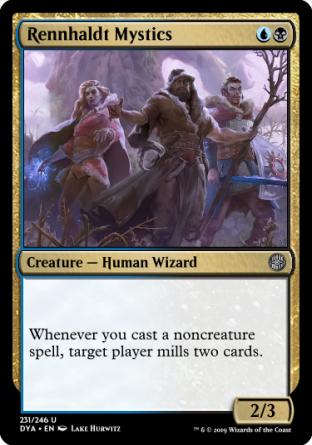 Rennhaldt Mystics
Creature — Human Wizard
Whenever you cast a noncreature
spell, target player mills two cards.
2/3
231/246 U
DYA • EN Lake Hurwitz
™ & © 2019 Wizards of the Coast